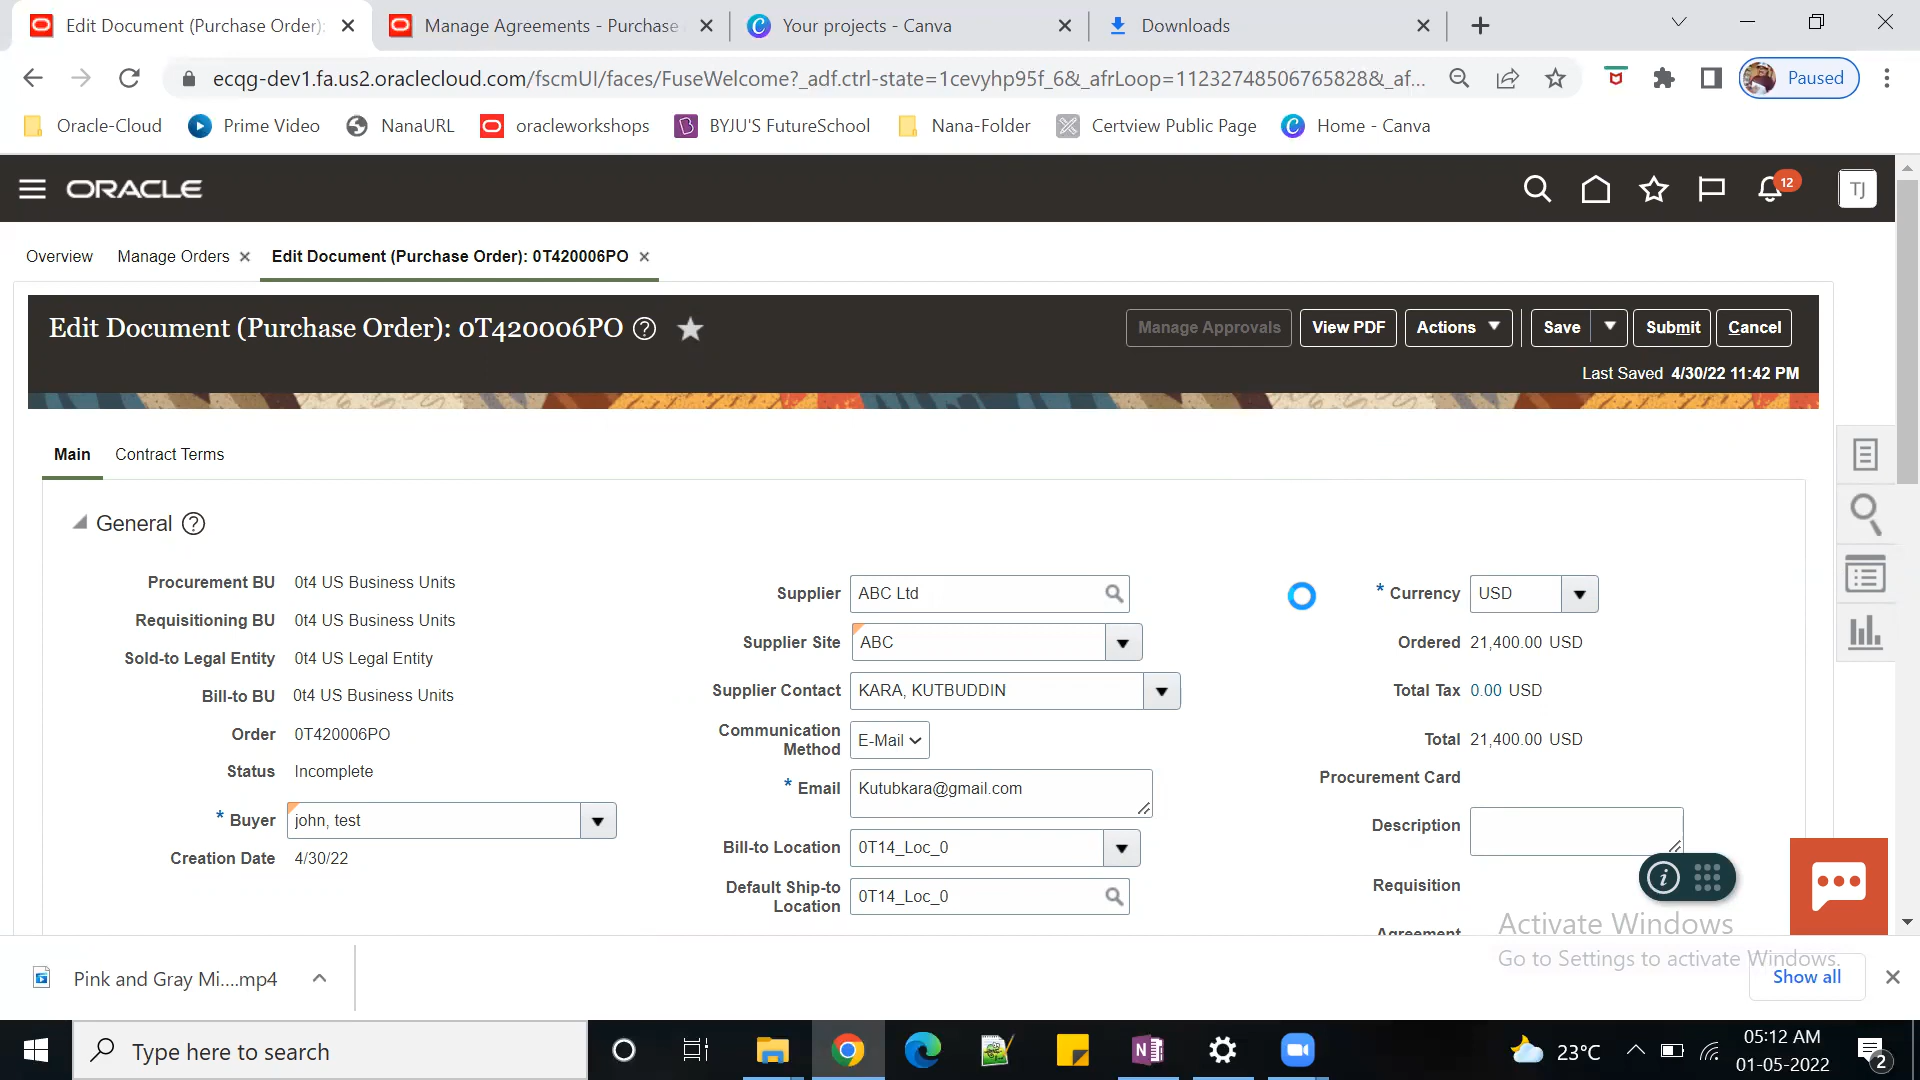 Edit Document (Purchase Order):
Manage Agreements - Purchase
Your projects - Canva
Downloads
ecqg-dev1.fa.us2.oraclecloud.com/fscmUI/faces/FuseWelcome?_adf.ctrl-state=1cevyhp95f_6&_afrLoop=11232748506765828&_af...
Paused
Oracle-Cloud
Prime Video
NanaURL
oracleworkshops
BYJU'S FutureSchool
Nana-Folder
Certview Public Page
Home - Canva
ORACLE
12
TJ
Overview
Manage Orders
Edit Document (Purchase Order): 0T420006PO
Edit Document (Purchase Order): 0T420006PO
Manage Approvals
View PDF
Actions
Save
Submit
Cancel
Last Saved 4/30/22 11:42 PM
Main
Contract Terms
General
Procurement BU 0t4 US Business Units
Requisitioning BU 0t4 US Business Units
Sold-to Legal Entity 0t4 US Legal Entity
Bill-to BU 0t4 US Business Units
Order 0T420006PO
Status Incomplete
* Buyer john, test
Creation Date 4/30/22
Supplier ABC Ltd
Supplier Site ABC
Supplier Contact KARA, KUTBUDDIN
Communication
Method E-Mail
* Email Kutubkara@gmail.com
Bill-to Location 0T14_Loc_0
Default Ship-to
Location 0T14_Loc_0
* Currency USD
Ordered 21,400.00 USD
Total Tax 0.00 USD
Total 21,400.00 USD
Procurement Card
Description
Requisition
Agreement
Activate Windows
Go to Settings to activate Windows.
Pink and Gray Mi....mp4
Show all
Type here to search
23°C
05:12 AM
01-05-2022
2